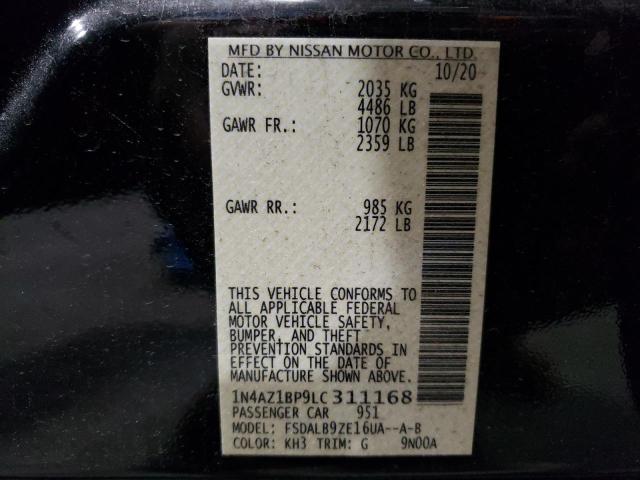 MFD BY NISSAN MOTOR CO., LTD.
DATE: 10/20
GVWR: 2035 KG
4486 LB
GAWR FR.: 1070 KG
2359 LB
GAWR RR.: 985 KG
2172 LB
THIS VEHICLE CONFORMS TO
ALL APPLICABLE FEDERAL
MOTOR VEHICLE SAFETY,
BUMPER, AND THEFT
PREVENTION STANDARDS IN
EFFECT ON THE DATE OF
MANUFACTURE SHOWN ABOVE.
1N4AZ1BP9LC311168
PASSENGER CAR 951
MODEL: FSDALB9ZE16UA--A-B
COLOR: KH3 TRIM: G 9N00A